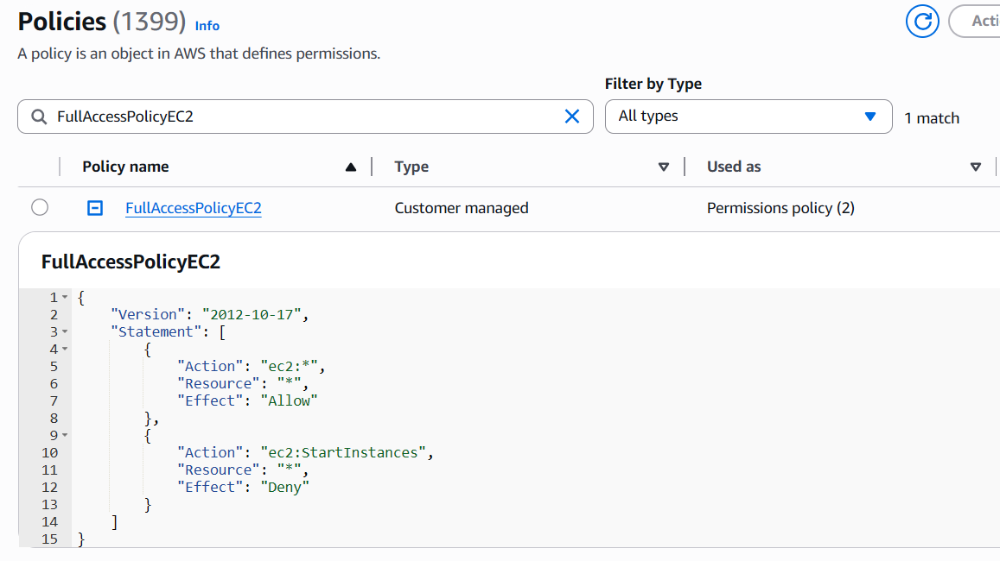 Policies (1399) Info
Acti
A policy is an object in AWS that defines permissions.
Filter by Type
FullAccessPolicyEC2
All types
1 match
Policy name
Type
Used as
FullAccessPolicyEC2
Customer managed
Permissions policy (2)
FullAccessPolicyEC2
1 {
2 "Version": "2012-10-17",
3 "Statement": [
4 {
5 "Action": "ec2:*",
6 "Resource": "*",
7 "Effect": "Allow"
8 },
9 {
10 "Action": "ec2:StartInstances",
11 "Resource": "*",
12 "Effect": "Deny"
13 }
14 ]
15 }